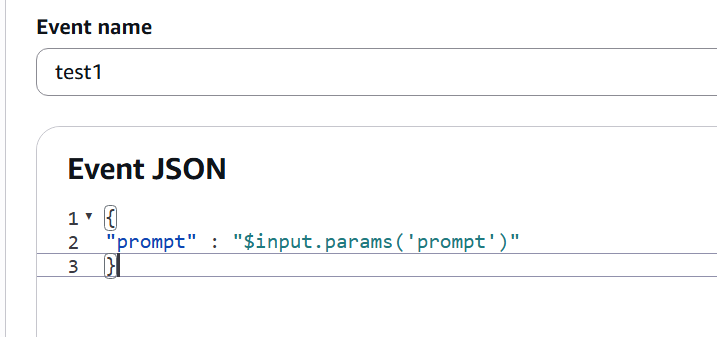 Event name
test1
Event JSON
1 {
2 "prompt" : "$input.params('prompt')"
3 }